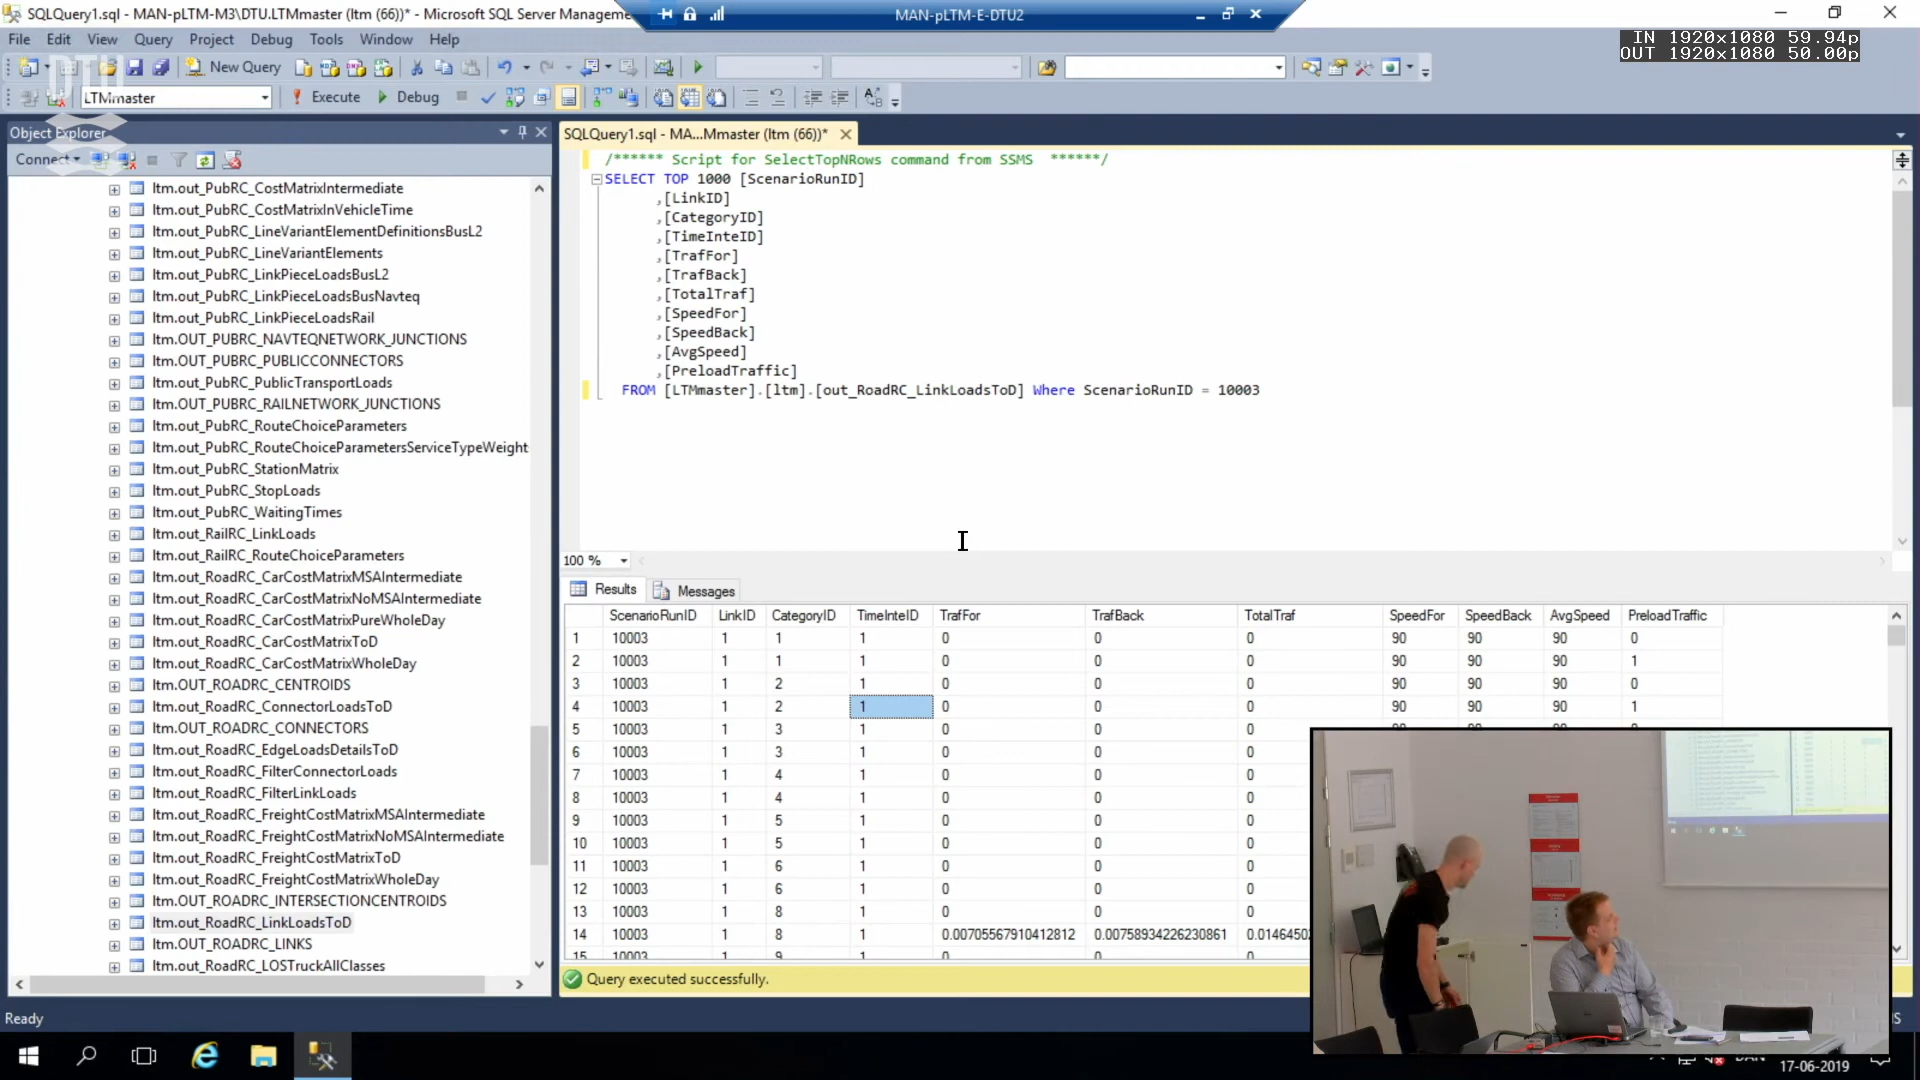 SQLQuery1.sql - MAN-pLTM-M3\DTU.LTMmaster (ltm (66))* - Microsoft SQL Server Manageme
MAN-pLTM-E-DTU2
File Edit View Query Project Debug Tools Window Help
IN 1920x1080 59.94p
OUT 1920x1080 50.00p
New Query
LTMmaster
Execute
Debug
DTU
Object Explorer
Connect
SQLQuery1.sql - MA...Mmaster (ltm (66))*
ltm.out_PubRC_CostMatrixIntermediate
ltm.out_PubRC_CostMatrixInVehicleTime
ltm.out_PubRC_LineVariantElementDefinitionsBusL2
ltm.out_PubRC_LineVariantElements
ltm.out_PubRC_LinkPieceLoadsBusL2
ltm.out_PubRC_LinkPieceLoadsBusNavteq
ltm.out_PubRC_LinkPieceLoadsRail
ltm.OUT_PUBRC_NAVTEQNETWORK_JUNCTIONS
ltm.OUT_PUBRC_PUBLICCONNECTORS
ltm.out_PubRC_PublicTransportLoads
ltm.OUT_PUBRC_RAILNETWORK_JUNCTIONS
ltm.out_PubRC_RouteChoiceParameters
ltm.out_PubRC_RouteChoiceParametersServiceTypeWeight
ltm.out_PubRC_StationMatrix
ltm.out_PubRC_StopLoads
ltm.out_PubRC_WaitingTimes
ltm.out_RailRC_LinkLoads
ltm.out_RailRC_RouteChoiceParameters
ltm.out_RoadRC_CarCostMatrixMSAIntermediate
ltm.out_RoadRC_CarCostMatrixNoMSAIntermediate
ltm.out_RoadRC_CarCostMatrixPureWholeDay
ltm.out_RoadRC_CarCostMatrixToD
ltm.out_RoadRC_CarCostMatrixWholeDay
ltm.OUT_ROADRC_CENTROIDS
ltm.out_RoadRC_ConnectorLoadsToD
ltm.OUT_ROADRC_CONNECTORS
ltm.out_RoadRC_EdgeLoadsDetailsToD
ltm.out_RoadRC_FilterConnectorLoads
ltm.out_RoadRC_FilterLinkLoads
ltm.out_RoadRC_FreightCostMatrixMSAIntermediate
ltm.out_RoadRC_FreightCostMatrixNoMSAIntermediate
ltm.out_RoadRC_FreightCostMatrixToD
ltm.out_RoadRC_FreightCostMatrixWholeDay
ltm.OUT_ROADRC_INTERSECTIONCENTROIDS
ltm.out_RoadRC_LinkLoadsToD
ltm.OUT_ROADRC_LINKS
ltm.out_RoadRC_LOSTruckAllClasses
/****** Script for SelectTopNRows command from SSMS ******/
SELECT TOP 1000 [ScenarioRunID]
,[LinkID]
,[CategoryID]
,[TimeInteID]
,[TrafFor]
,[TrafBack]
,[TotalTraf]
,[SpeedFor]
,[SpeedBack]
,[AvgSpeed]
,[PreloadTraffic]
FROM [LTMmaster].[ltm].[out_RoadRC_LinkLoadsToD] Where ScenarioRunID = 10003
100 %
Results Messages
ScenarioRunID LinkID CategoryID TimeInteID TrafFor TrafBack TotalTraf SpeedFor SpeedBack AvgSpeed PreloadTraffic
1 10003 1 1 1 0 0 0 90 90 90 0
2 10003 1 1 1 0 0 0 90 90 90 1
3 10003 1 2 1 0 0 0 90 90 90 0
4 10003 1 2 1 0 0 0 90 90 90 1
5 10003 1 3 1 0 0 0
6 10003 1 3 1 0 0 0
7 10003 1 4 1 0 0 0
8 10003 1 4 1 0 0 0
9 10003 1 5 1 0 0 0
10 10003 1 5 1 0 0 0
11 10003 1 6 1 0 0 0
12 10003 1 6 1 0 0 0
13 10003 1 8 1 0 0 0
14 10003 1 8 1 0.00705567910412812 0.00758934226230861 0.0146450
15 10003 1 9 1 0 0 0
Query executed successfully.
Ready
17-06-2019